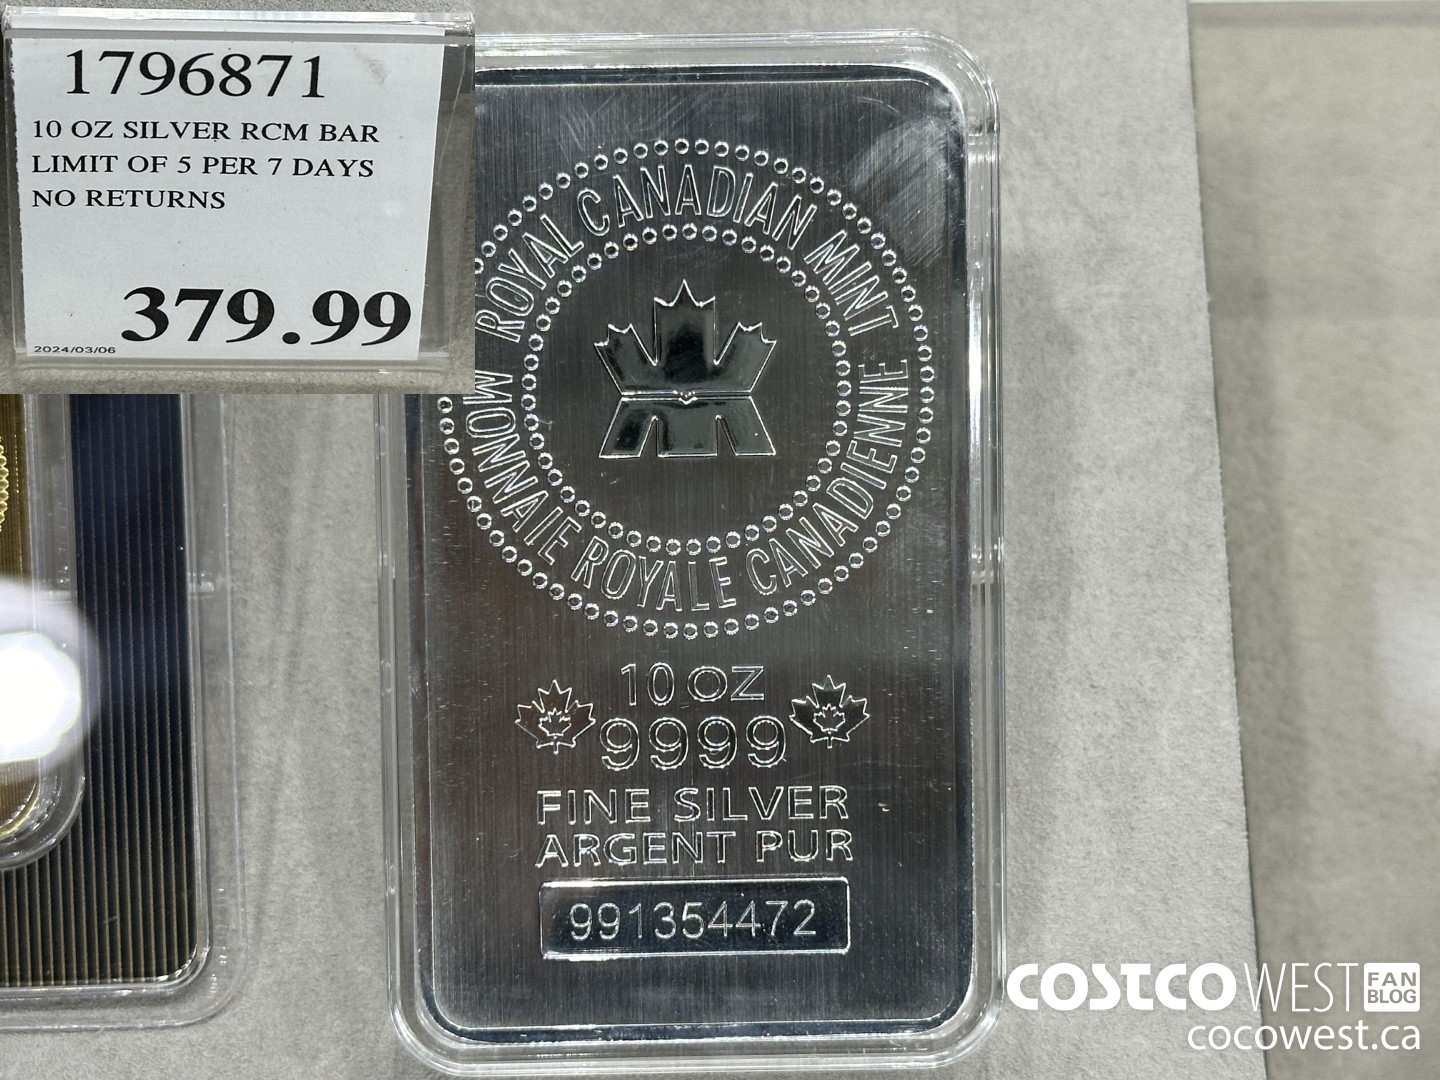 1796871
10 OZ SILVER RCM BAR
LIMIT OF 5 PER 7 DAYS
NO RETURNS
379.99
2024/03/06
ROYAL CANADIAN MINT
MONNAIE ROYALE CANADIENNE
10 OZ
9999
FINE SILVER
ARGENT PUR
991354472
COSTCO WEST FAN BLOG
cocowest.ca